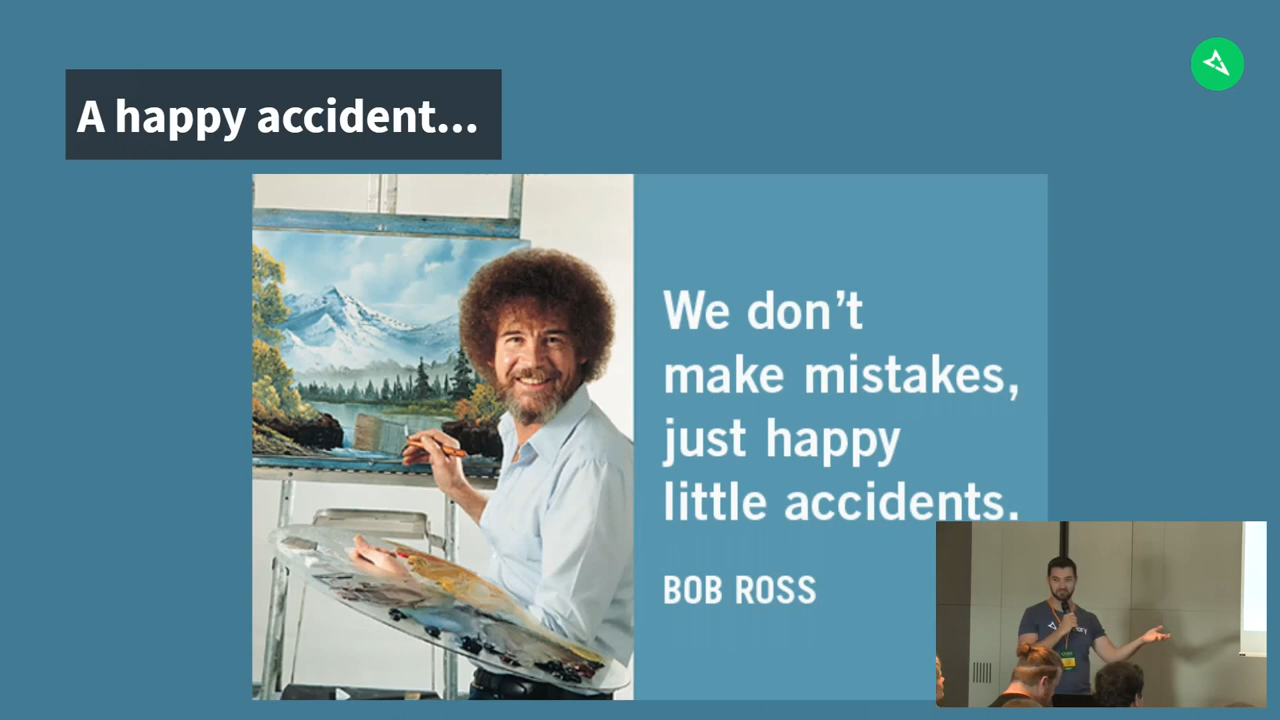 A happy accident...
We don't
make mistakes,
just happy
little accidents.
BOB ROSS